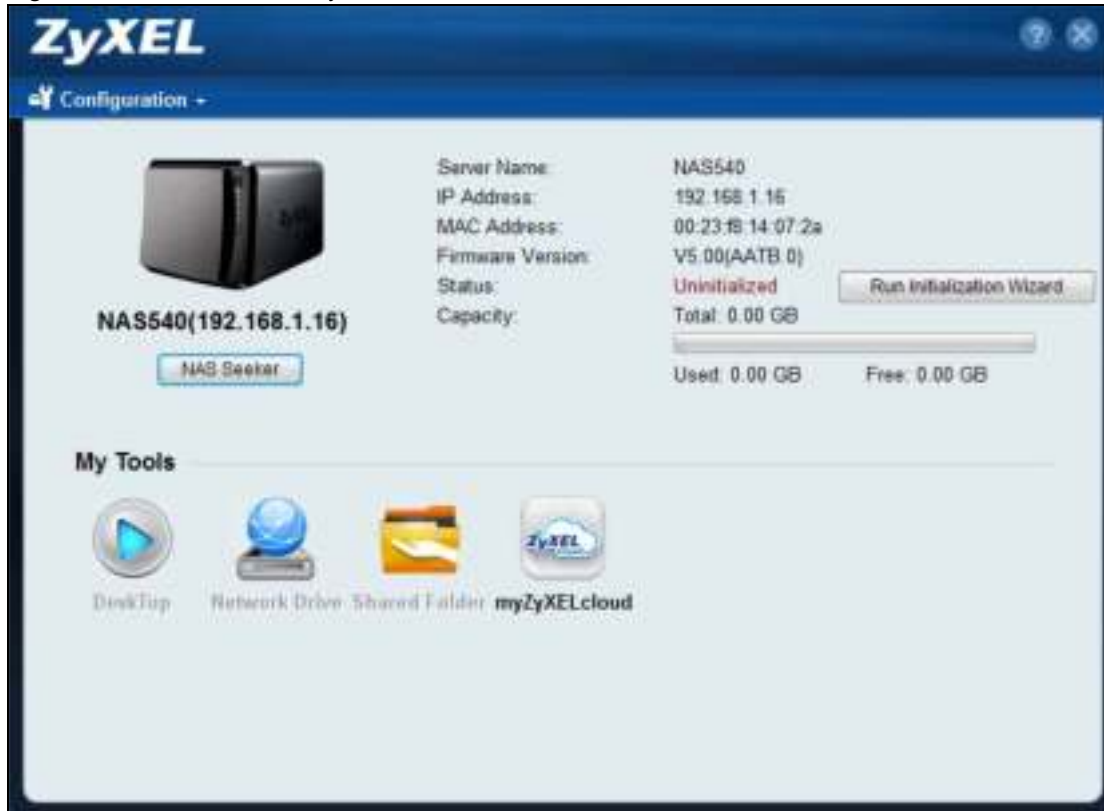 ZyXEL
Configuration
Server Name: NAS540
IP Address: 192.168.1.16
MAC Address: 00:23:f8:14:07:2a
Firmware Version: V5.00(AATB.0)
Status: Uninitialized Run Initialization Wizard
Capacity: Total: 0.00 GB
Used: 0.00 GB Free: 0.00 GB
NAS540(192.168.1.16)
NAS Seeker
My Tools
DeskTop Network Drive Shared Folder myZyXELcloud
ZyXEL